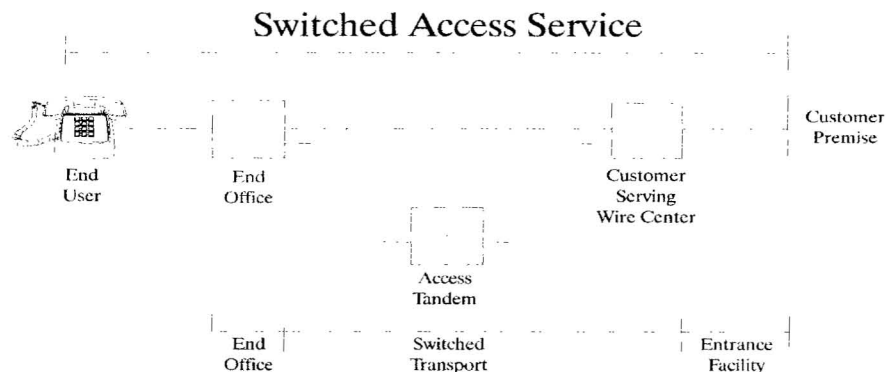 Switched Access Service
Customer
Premise
End
User
End
Office
Customer
Serving
Wire Center
Access
Tandem
End
Office
Switched
Transport
Entrance
Facility